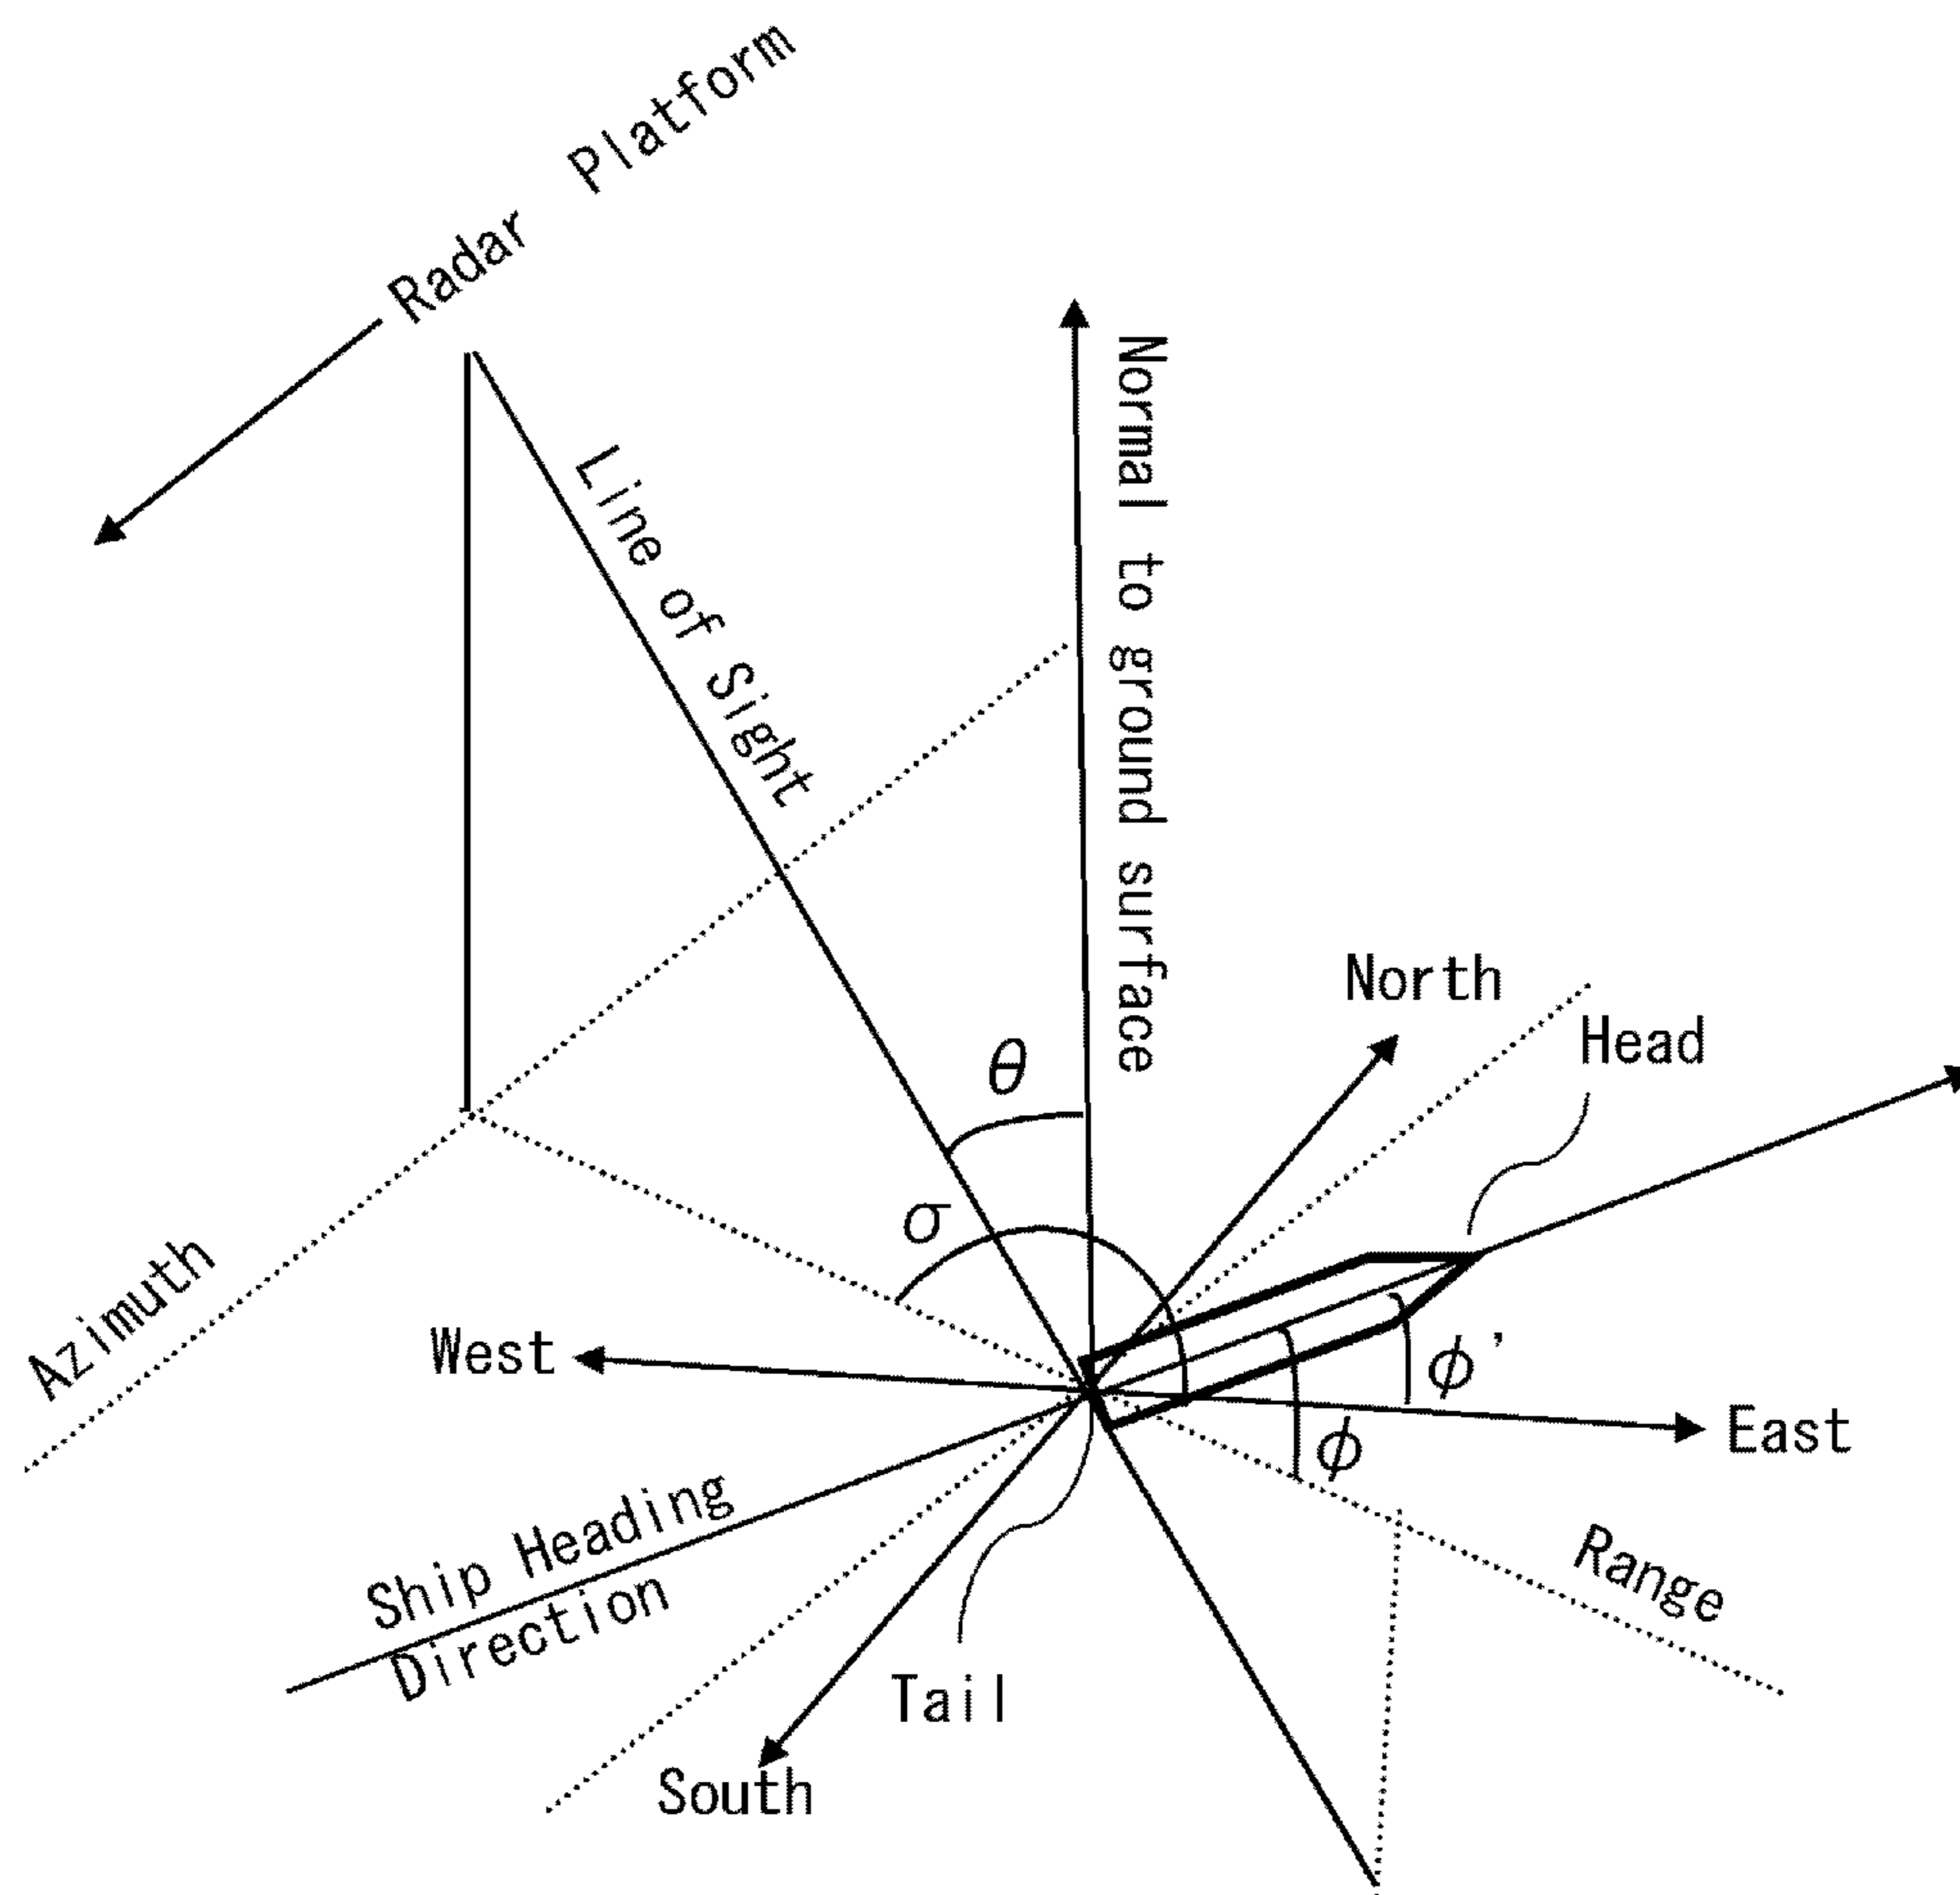 Radar Platform
Line of Sight
Normal to ground surface
North
Head
θ
σ
Azimuth
West
ϕ'
ϕ
East
Ship Heading
Direction
Range
Tail
South